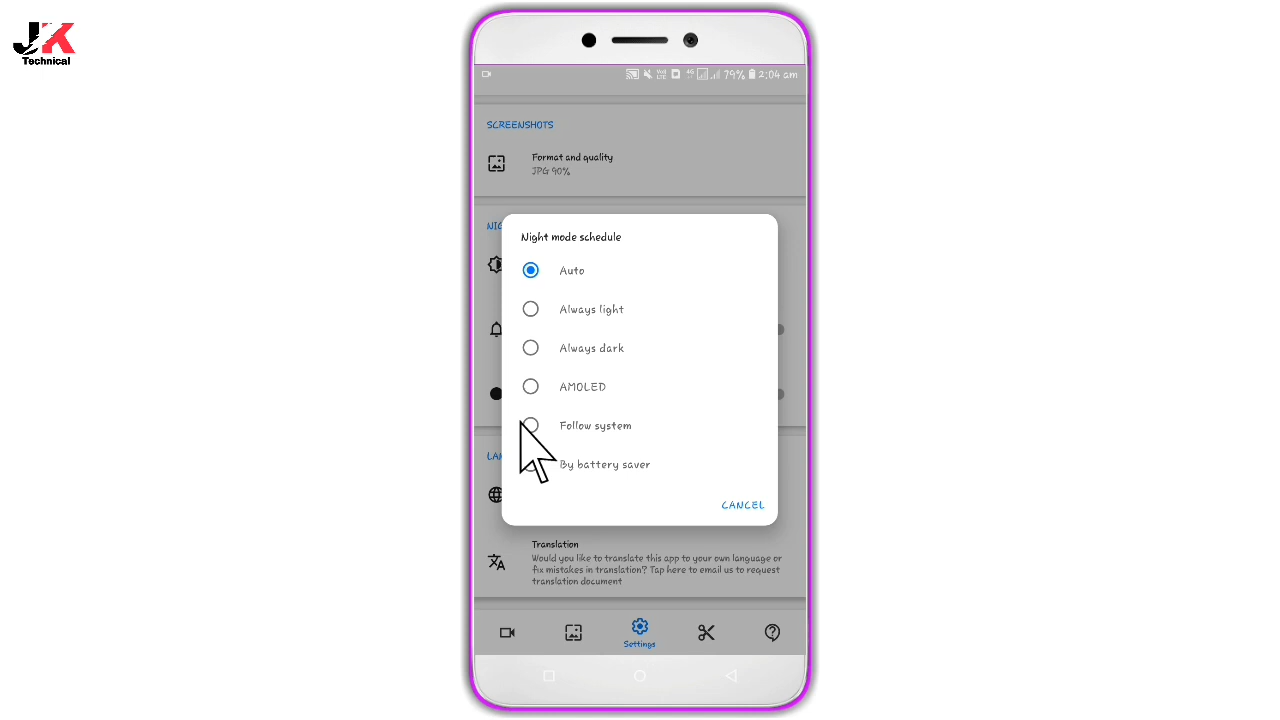 JK
Technical
79% 2:04 am
SCREENSHOTS
Format and quality
JPG 90%
Night mode schedule
Auto
Always light
Always dark
AMOLED
Follow system
By battery saver
CANCEL
Translation
Would you like to translate this app to your own language or
fix mistakes in translation? Tap here to email us to request
translation document
Settings